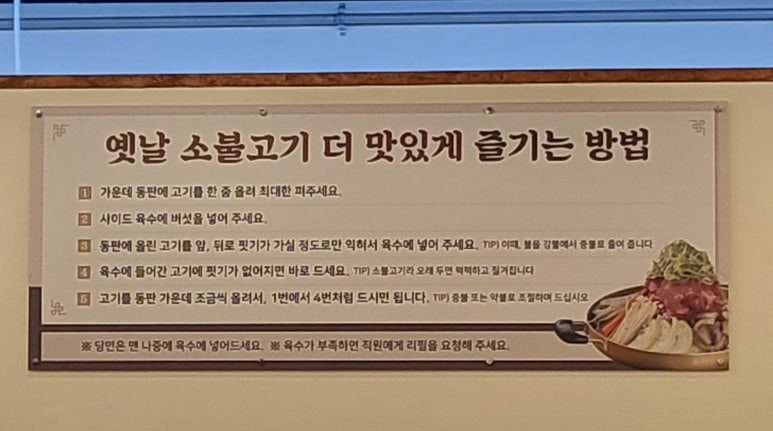 옛날 소불고기 더 맛있게 즐기는 방법
1 가운데 동판에 고기를 한 줌 올려 최대한 펴주세요.
2 사이드 육수에 버섯을 넣어 주세요.
3 동판에 올린 고기를 앞, 뒤로 핏기가 가실 정도로만 익혀서 육수에 넣어 주세요. TIP) 이때, 불을 강불에서 중불로 줄여 줍니다
4 육수에 들어간 고기에 핏기가 없어지면 바로 드세요. TIP) 소불고기라 오래 두면 퍽퍽하고 질겨집니다
5 고기를 동판 가운데 조금씩 올려서, 1번에서 4번처럼 드시면 됩니다. TIP) 중불 또는 약불로 조절하며 드십시오
※ 당면은 맨 나중에 육수에 넣어드세요. ※ 육수가 부족하면 직원에게 리필을 요청해 주세요.